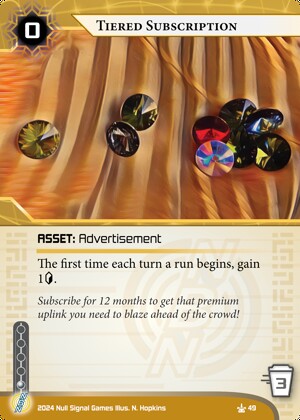 0
TIERED SUBSCRIPTION
ASSET: Advertisement
The first time each turn a run begins, gain
1.
Subscribe for 12 months to get that premium
uplink you need to blaze ahead of the crowd!
3
2024 Null Signal Games Illus. N. Hopkins
49